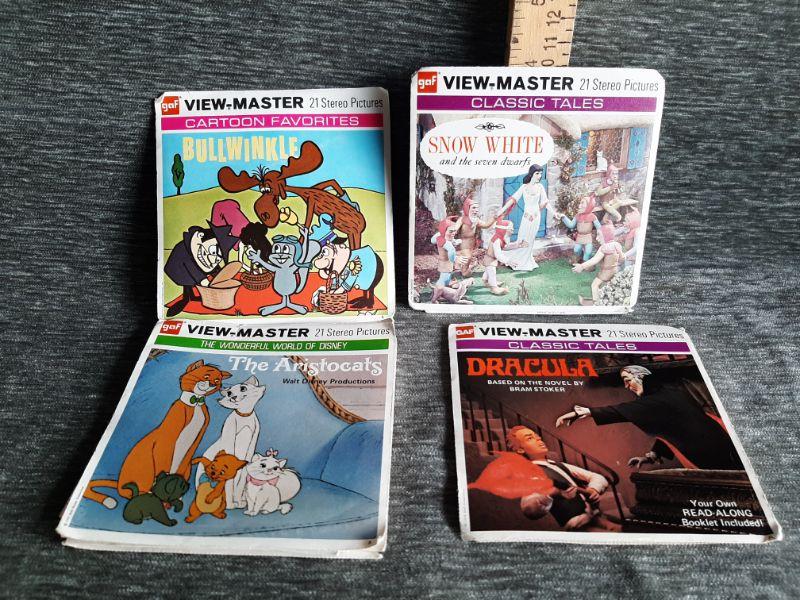 gaf VIEW-MASTER 21 Stereo Pictures
CARTOON FAVORITES
BULLWINKLE
gaf VIEW-MASTER 21 Stereo Pictures
CLASSIC TALES
SNOW WHITE
and the seven dwarfs
gaf VIEW-MASTER 21 Stereo Pictures
THE WONDERFUL WORLD OF DISNEY
The Aristocats
Walt Disney Productions
GAF VIEW-MASTER 21 Stereo Pictures
CLASSIC TALES
DRACULA
BASED ON THE NOVEL BY
BRAM STOKER
Your Own
READ-ALONG
Booklet Included!
10 11 12